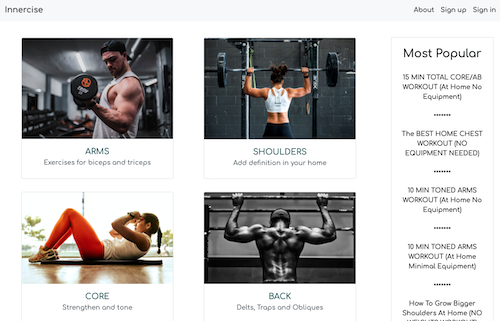 Innercise
About Sign up Sign in
ARMS
Exercises for biceps and triceps
SHOULDERS
Add definition in your home
CORE
Strengthen and tone
BACK
Delts, Traps and Obliques
Most Popular
15 MIN TOTAL CORE/AB
WORKOUT (At Home No
Equipment)
•••••••
The BEST HOME CHEST
WORKOUT (NO
EQUIPMENT NEEDED)
•••••••
10 MIN TONED ARMS
WORKOUT (At Home No
Equipment)
•••••••
10 MIN TONED ARMS
WORKOUT (At Home
Minimal Equipment)
•••••••
How To Grow Bigger
Shoulders At Home (NO